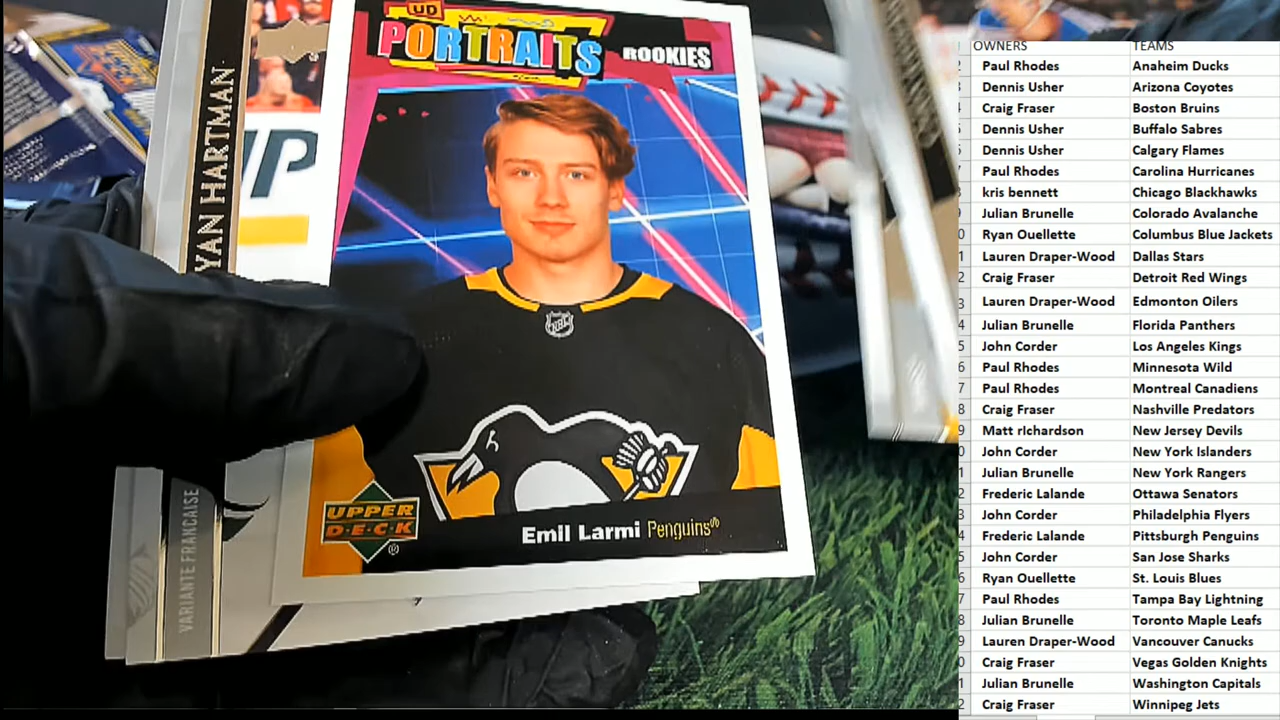 UD
PORTRAITS ROOKIES
YAN HARTMAN
UPPER
D·E·C·K
Emil Larmi Penguins®
VARIANTE FRANÇAISE
NHL
OWNERS TEAMS
Paul Rhodes Anaheim Ducks
Dennis Usher Arizona Coyotes
Craig Fraser Boston Bruins
Dennis Usher Buffalo Sabres
Dennis Usher Calgary Flames
Paul Rhodes Carolina Hurricanes
kris bennett Chicago Blackhawks
Julian Brunelle Colorado Avalanche
Ryan Ouellette Columbus Blue Jackets
Lauren Draper-Wood Dallas Stars
Craig Fraser Detroit Red Wings
Lauren Draper-Wood Edmonton Oilers
Julian Brunelle Florida Panthers
John Corder Los Angeles Kings
Paul Rhodes Minnesota Wild
Paul Rhodes Montreal Canadiens
Craig Fraser Nashville Predators
Matt rIchardson New Jersey Devils
John Corder New York Islanders
Julian Brunelle New York Rangers
Frederic Lalande Ottawa Senators
John Corder Philadelphia Flyers
Frederic Lalande Pittsburgh Penguins
John Corder San Jose Sharks
Ryan Ouellette St. Louis Blues
Paul Rhodes Tampa Bay Lightning
Julian Brunelle Toronto Maple Leafs
Lauren Draper-Wood Vancouver Canucks
Craig Fraser Vegas Golden Knights
Julian Brunelle Washington Capitals
Craig Fraser Winnipeg Jets